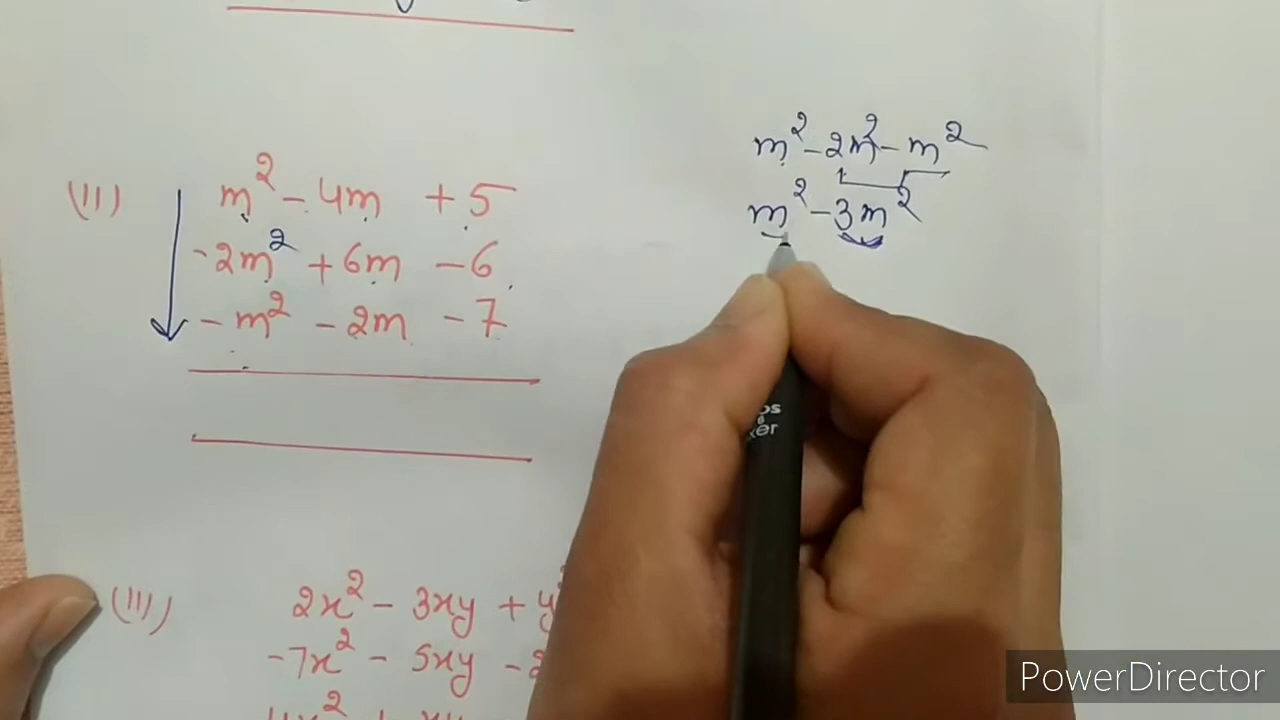 (II) m² - 4m + 5
-2m² + 6m - 6
- m² - 2m - 7
m² - 2m² - m²
m² - 3m²
(III) 2x² - 3xy + y
-7x² - 5xy - 2
PowerDirector